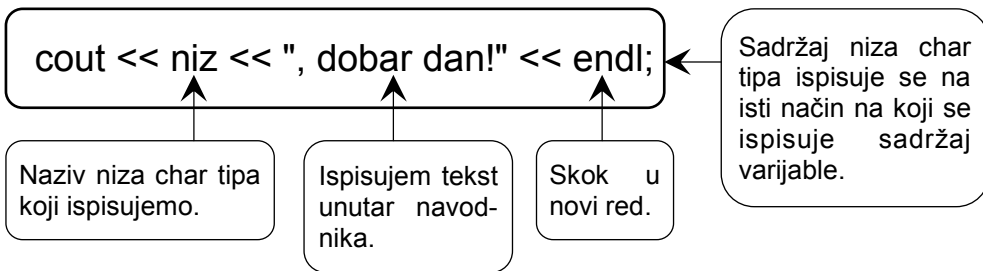 cout << niz << ", dobar dan!" << endl;
Sadržaj niza char
tipa ispisuje se na
isti način na koji se
ispisuje sadržaj
varijable.
Naziv niza char tipa
koji ispisujemo.
Ispisujem tekst
unutar navod-
nika.
Skok u
novi red.